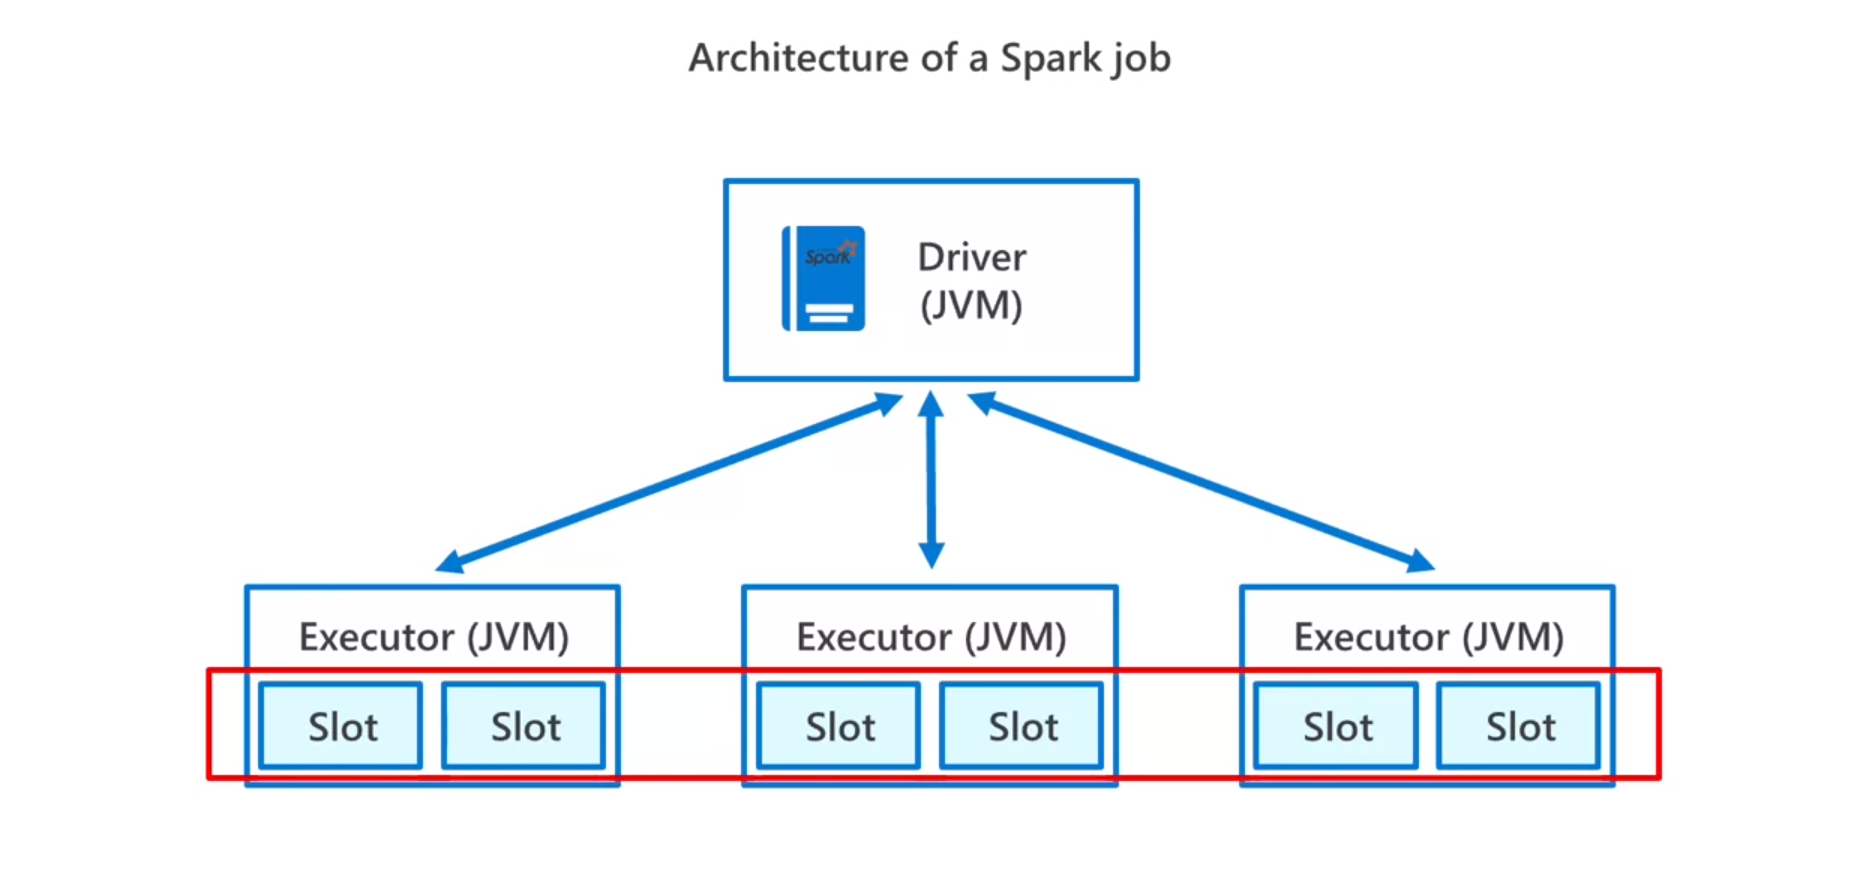 Architecture of a Spark job
Spark
Driver
(JVM)
Executor (JVM)
Slot
Slot
Executor (JVM)
Slot
Slot
Executor (JVM)
Slot
Slot